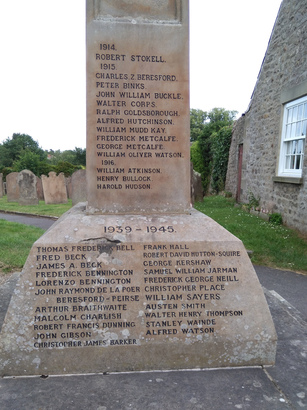 1914.
ROBERT STOKELL.
1915.
CHARLES Z. BERESFORD.
PETER BINKS.
JOHN WILLIAM BUCKLE.
WALTER CORPS.
RALPH GOLDSBOROUGH.
ALFRED HUTCHINSON.
WILLIAM MUDD KAY.
FREDERICK METCALFE.
GEORGE METCALFE.
WILLIAM OLIVER WATSON.
1916.
WILLIAM ATKINSON.
HENRY BULLOCK
HAROLD HUDSON
1939 - 1945.
THOMAS FREDERICK BELL
FRED BECK
JAMES A. BECK
FREDERICK BENNINGTON
LORENZO BENNINGTON
JOHN RAYMOND DE LA POER
BERESFORD - PEIRSE
ARTHUR BRAITHWAITE
MALCOLM CHARLISH
ROBERT FRANCIS DUNNING
JOHN GIBSON
CHRISTOPHER JAMES BARKER
FRANK HALL
ROBERT DAVID HUTTON-SQUIRE
GEORGE KERSHAW
SAMUEL WILLIAM JARMAN
FREDERICK GEORGE NEILL
CHRISTOPHER PLACE
WILLIAM SAYERS
AUSTEN SMITH
WALTER HENRY THOMPSON
STANLEY WAINDE
ALFRED WATSON